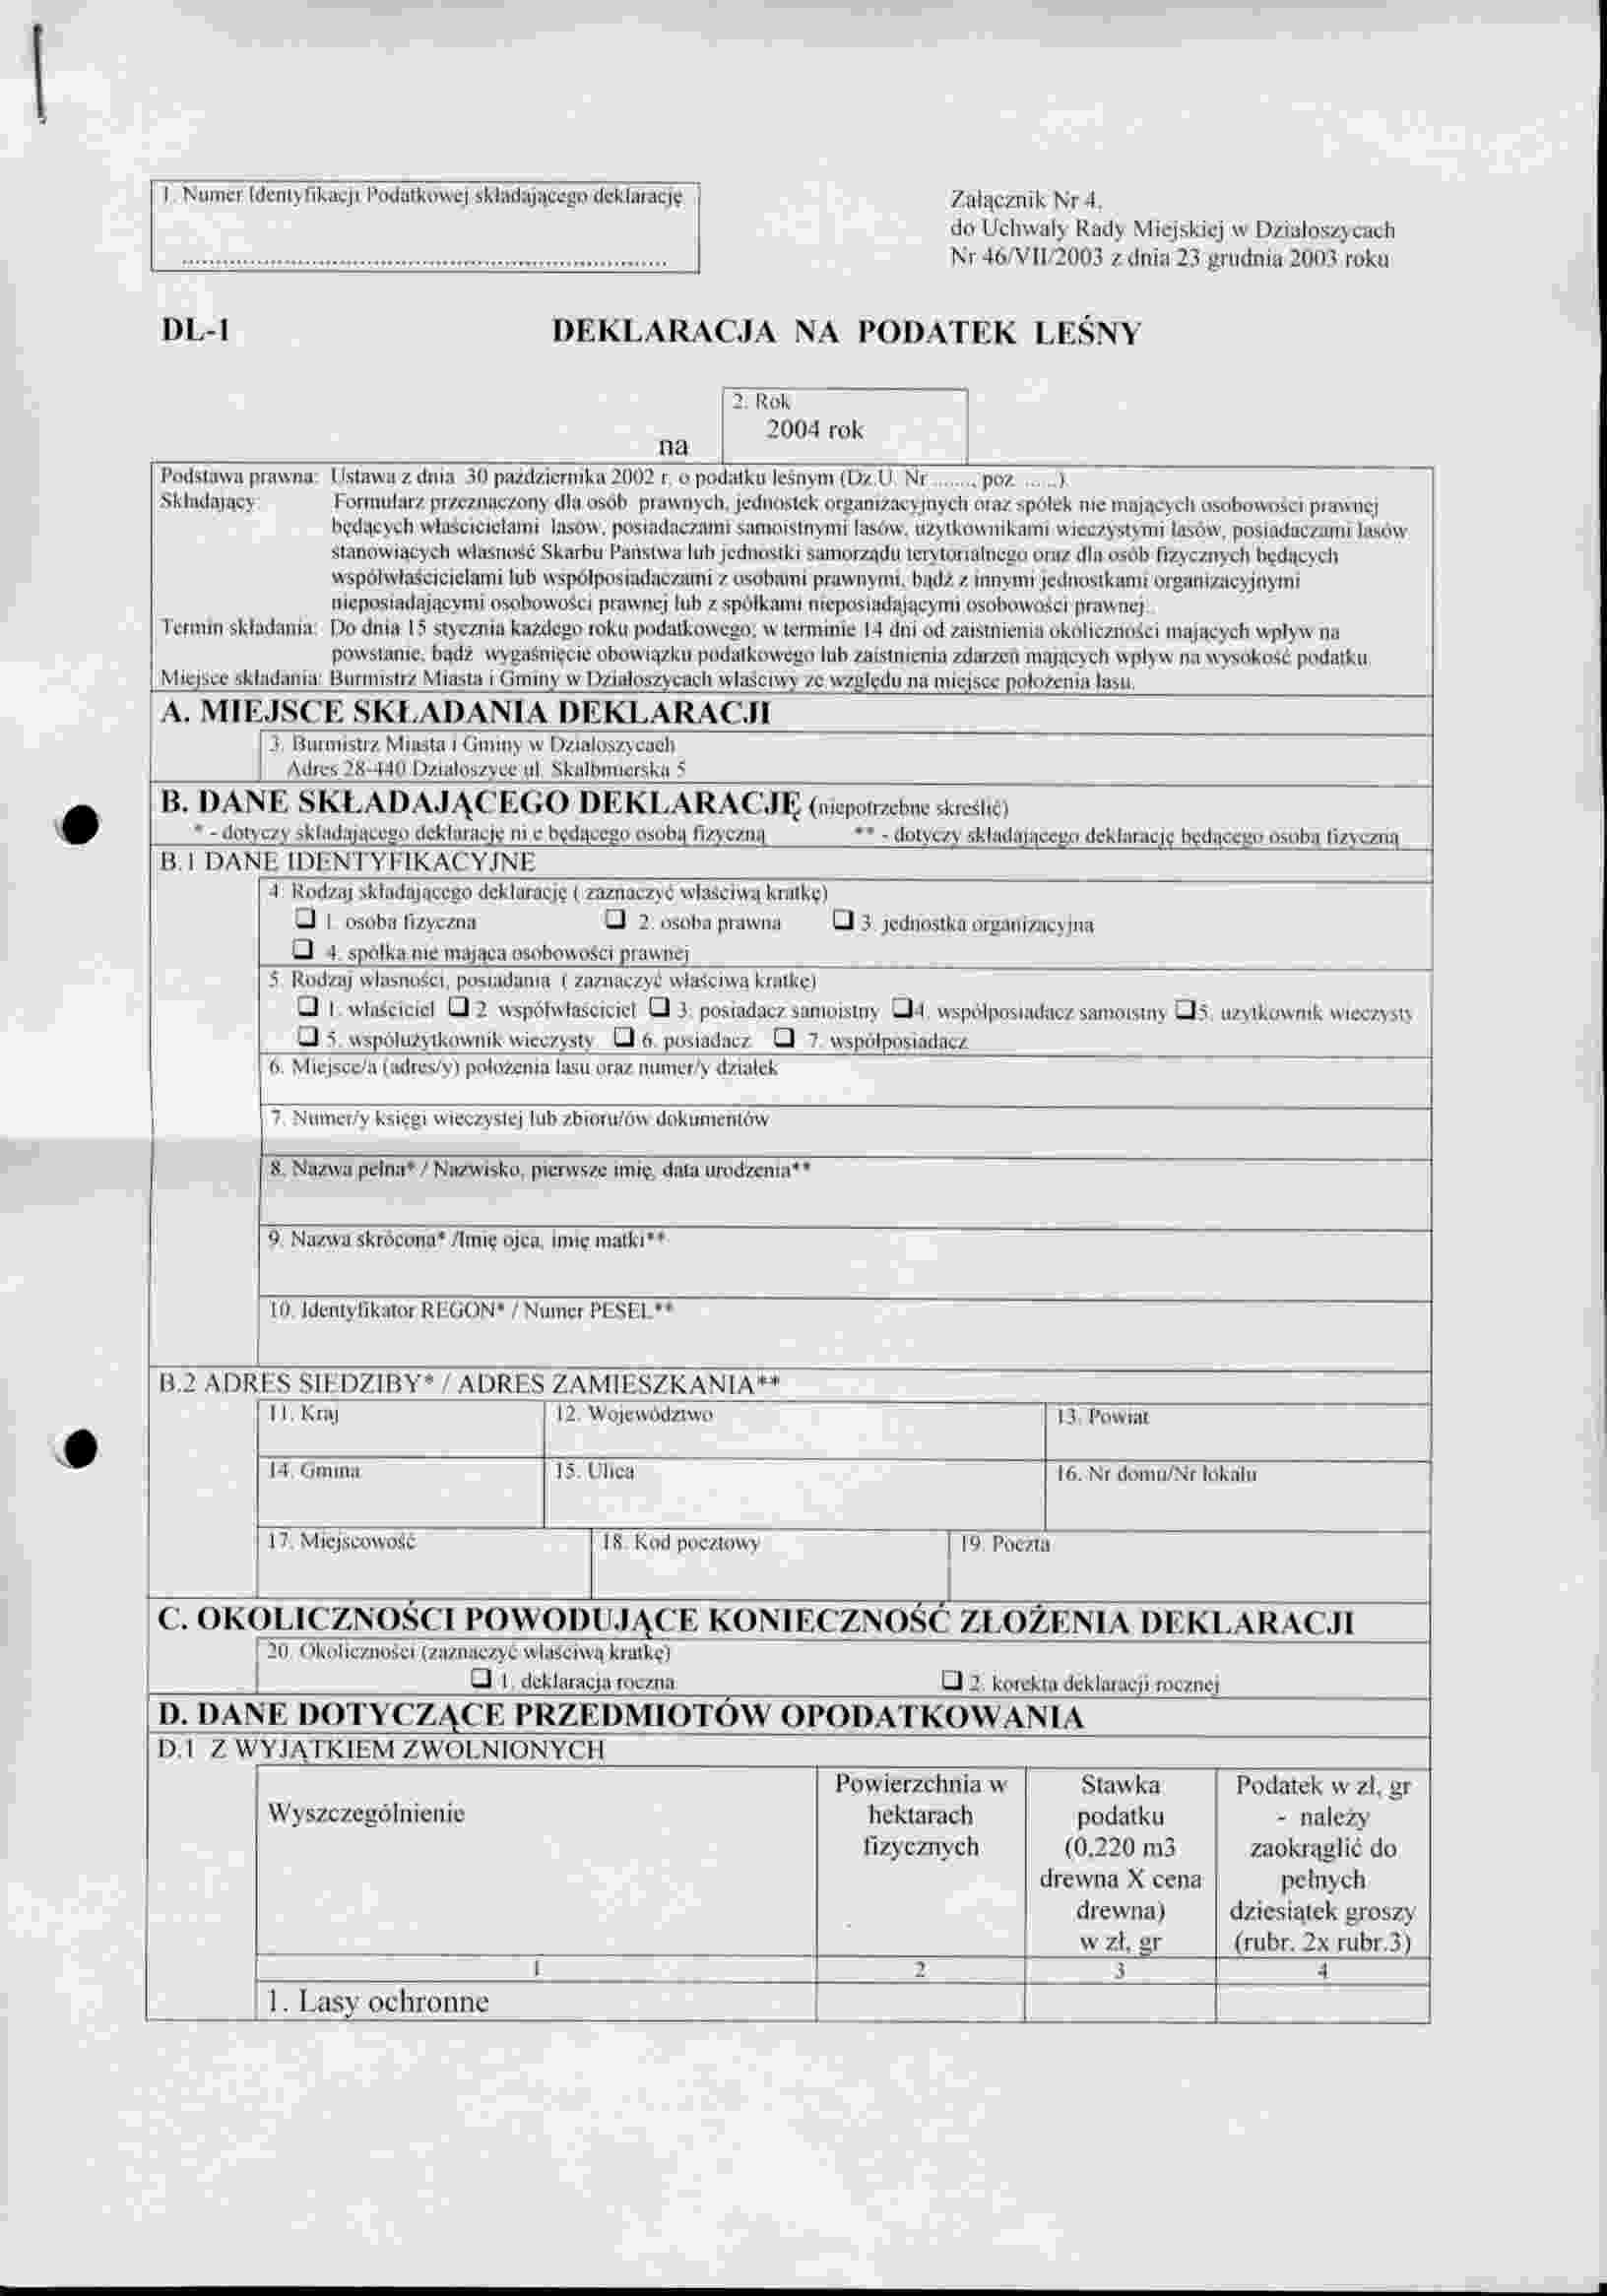 1. Numer Identyfikacji Podatkowej składającego deklarację
Załącznik Nr 4.
do Uchwały Rady Miejskiej w Działoszycach
Nr 46/VII/2003 z dnia 23 grudnia 2003 roku
DL-1
DEKLARACJA NA PODATEK LEŚNY
2. Rok
na
2004 rok
Podstawa prawna: Ustawa z dnia 30 października 2002 r. o podatku leśnym (Dz.U. Nr ......., poz. ......)
Składający: Formularz przeznaczony dla osób prawnych, jednostek organizacyjnych oraz spółek nie mających osobowości prawnej
będących właścicielami lasów, posiadaczami samoistnymi lasów, użytkownikami wieczystymi lasów, posiadaczami lasów
stanowiących własność Skarbu Państwa lub jednostki samorządu terytorialnego oraz dla osób fizycznych będących
współwłaścicielami lub współposiadaczami z osobami prawnymi, bądź z innymi jednostkami organizacyjnymi
nieposiadającymi osobowości prawnej lub z spółkami nieposiadającymi osobowości prawnej.
Termin składania: Do dnia 15 stycznia każdego roku podatkowego; w terminie 14 dni od zaistnienia okoliczności mających wpływ na
powstanie, bądź wygaśnięcie obowiązku podatkowego lub zaistnienia zdarzeń mających wpływ na wysokość podatku.
Miejsce składania: Burmistrz Miasta i Gminy w Działoszycach właściwy ze względu na miejsce położenia lasu.
A. MIEJSCE SKŁADANIA DEKLARACJI
3. Burmistrz Miasta i Gminy w Działoszycach
Adres 28-440 Działoszyce ul. Skalbmierska 5
B. DANE SKŁADAJĄCEGO DEKLARACJĘ (niepotrzebne skreślić)
* - dotyczy składającego deklarację ni e będącego osobą fizyczną ** - dotyczy składającego deklarację będącego osobą fizyczną
B.1 DANE IDENTYFIKACYJNE
4. Rodzaj składającego deklarację ( zaznaczyć właściwą kratkę)
❑ 1. osoba fizyczna ❑ 2. osoba prawna ❑ 3. jednostka organizacyjna
❑ 4. spółka nie mająca osobowości prawnej
5. Rodzaj własności, posiadania ( zaznaczyć właściwą kratkę)
❑ 1. właściciel ❑ 2. współwłaściciel ❑ 3. posiadacz samoistny ❑4. współposiadacz samoistny ❑5. użytkownik wieczysty
❑ 5. współużytkownik wieczysty ❑ 6. posiadacz ❑ 7. współposiadacz
6. Miejsce/a (adres/y) położenia lasu oraz numer/y działek
7. Numer/y księgi wieczystej lub zbioru/ów dokumentów
8. Nazwa pełna* / Nazwisko, pierwsze imię, data urodzenia**
9. Nazwa skrócona* /Imię ojca, imię matki**
10. Identyfikator REGON* / Numer PESEL**
B.2 ADRES SIEDZIBY* / ADRES ZAMIESZKANIA**
11. Kraj 12. Województwo 13. Powiat
14. Gmina 15. Ulica 16. Nr domu/Nr lokalu
17. Miejscowość 18. Kod pocztowy 19. Poczta
C. OKOLICZNOŚCI POWODUJĄCE KONIECZNOŚĆ ZŁOŻENIA DEKLARACJI
20. Okoliczności (zaznaczyć właściwą kratkę)
❑ 1. deklaracja roczna ❑ 2. korekta deklaracji rocznej
D. DANE DOTYCZĄCE PRZEDMIOTÓW OPODATKOWANIA
D.1 Z WYJĄTKIEM ZWOLNIONYCH
Powierzchnia w Stawka Podatek w zł, gr
Wyszczególnienie hektarach podatku - należy
fizycznych (0,220 m3 zaokrąglić do
drewna X cena pełnych
drewna) dziesiątek groszy
w zł, gr (rubr. 2x rubr.3)
1 2 3 4
1. Lasy ochronne